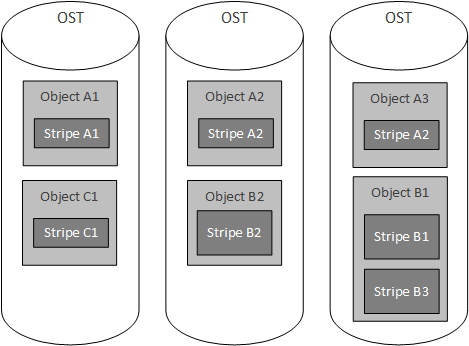 OST
Object A1
Stripe A1
Object C1
Stripe C1
OST
Object A2
Stripe A2
Object B2
Stripe B2
OST
Object A3
Stripe A2
Object B1
Stripe B1
Stripe B3